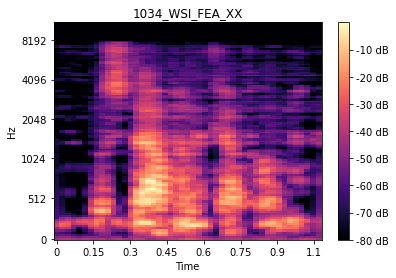 1034_WSI_FEA_XX
8192
4096
2048
1024
512
0
Hz
0 0.15 0.3 0.45 0.6 0.75 0.9 1.1
Time
-10 dB
-20 dB
-30 dB
-40 dB
-50 dB
-60 dB
-70 dB
-80 dB